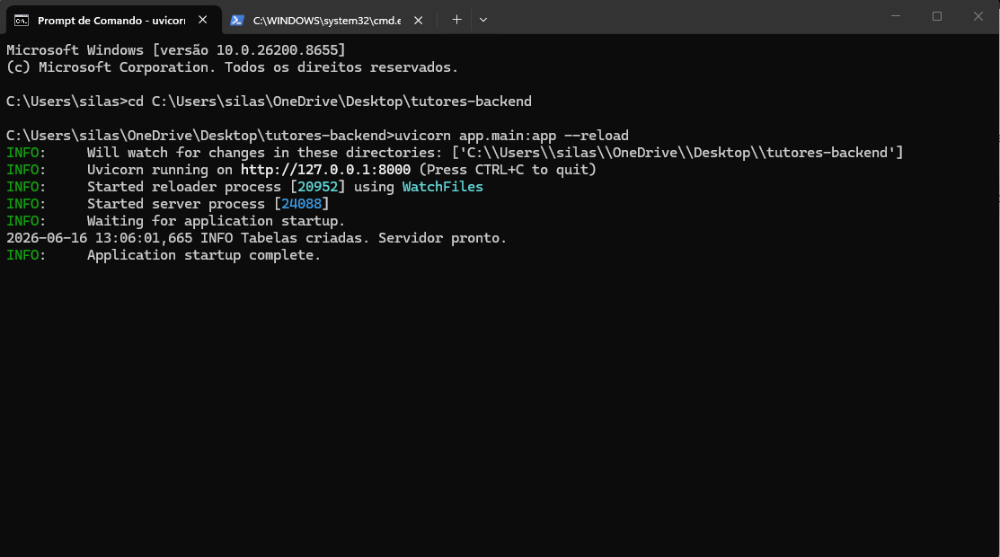 Prompt de Comando - uvicorr
C:\WINDOWS\system32\cmd.e
Microsoft Windows [versão 10.0.26200.8655]
(c) Microsoft Corporation. Todos os direitos reservados.
C:\Users\silas>cd C:\Users\silas\OneDrive\Desktop\tutores-backend
C:\Users\silas\OneDrive\Desktop\tutores-backend>uvicorn app.main:app --reload
INFO:     Will watch for changes in these directories: ['C:\\Users\\silas\\OneDrive\\Desktop\\tutores-backend']
INFO:     Uvicorn running on http://127.0.0.1:8000 (Press CTRL+C to quit)
INFO:     Started reloader process [20952] using WatchFiles
INFO:     Started server process [24088]
INFO:     Waiting for application startup.
2026-06-16 13:06:01,665 INFO Tabelas criadas. Servidor pronto.
INFO:     Application startup complete.